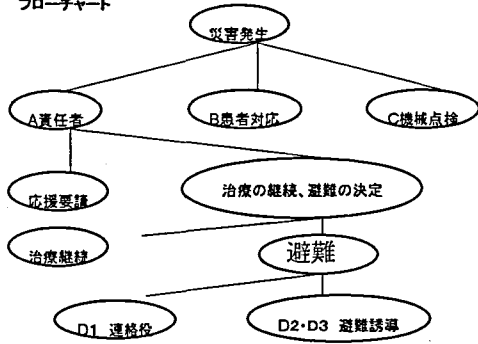 フローチャート
災害発生
A責任者
B患者対応
C機械点検
応援要請
治療の継続、避難の決定
治療継続
避難
D1 連絡役
D2・D3 避難誘導